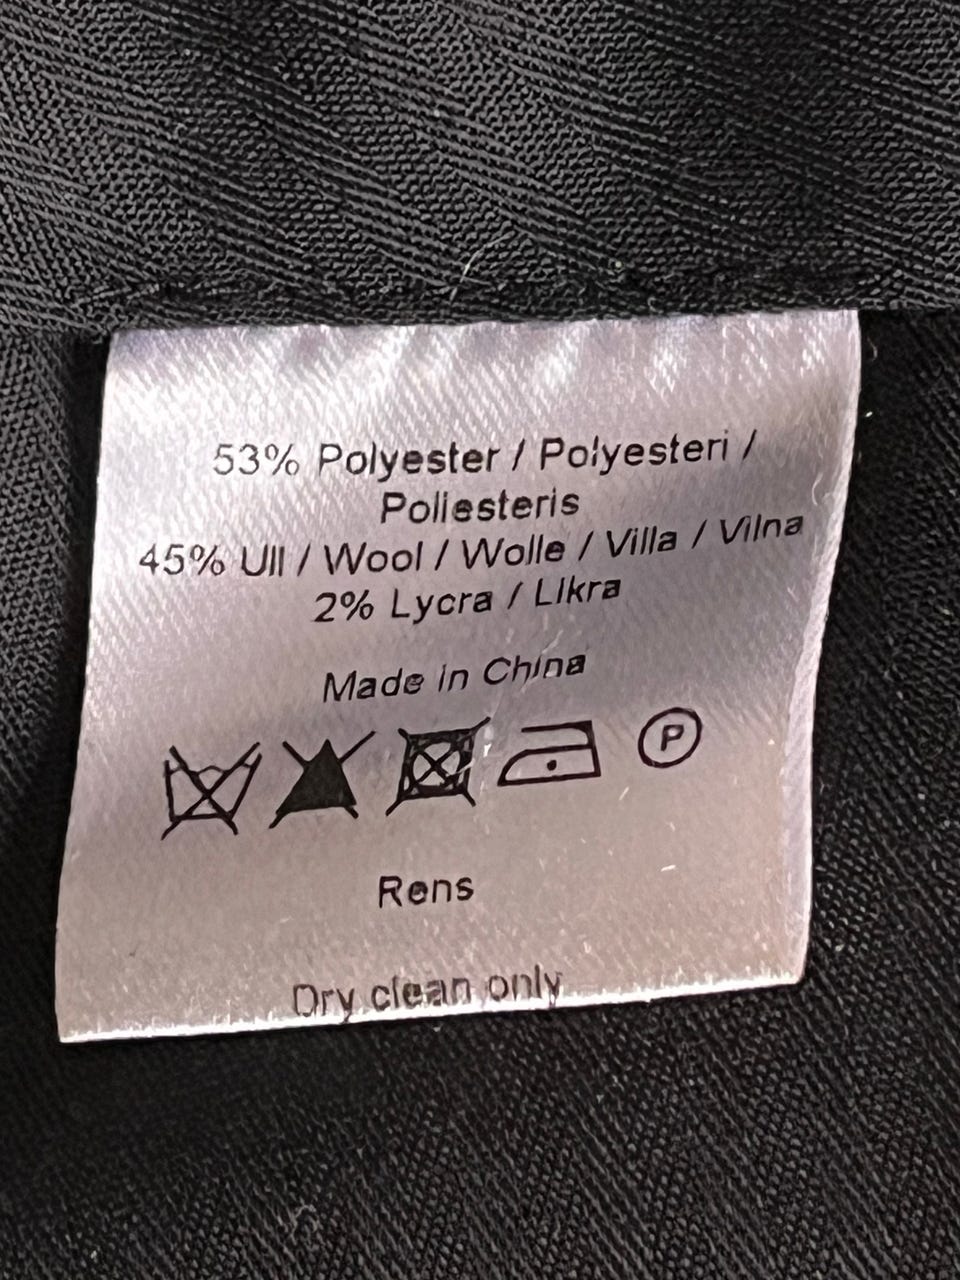 53% Polyester / Polyesteri /
Poliesteris
45% Ull / Wool / Wolle / Villa / Vilna
2% Lycra / Likra
Made in China
P
Rens
Dry clean only